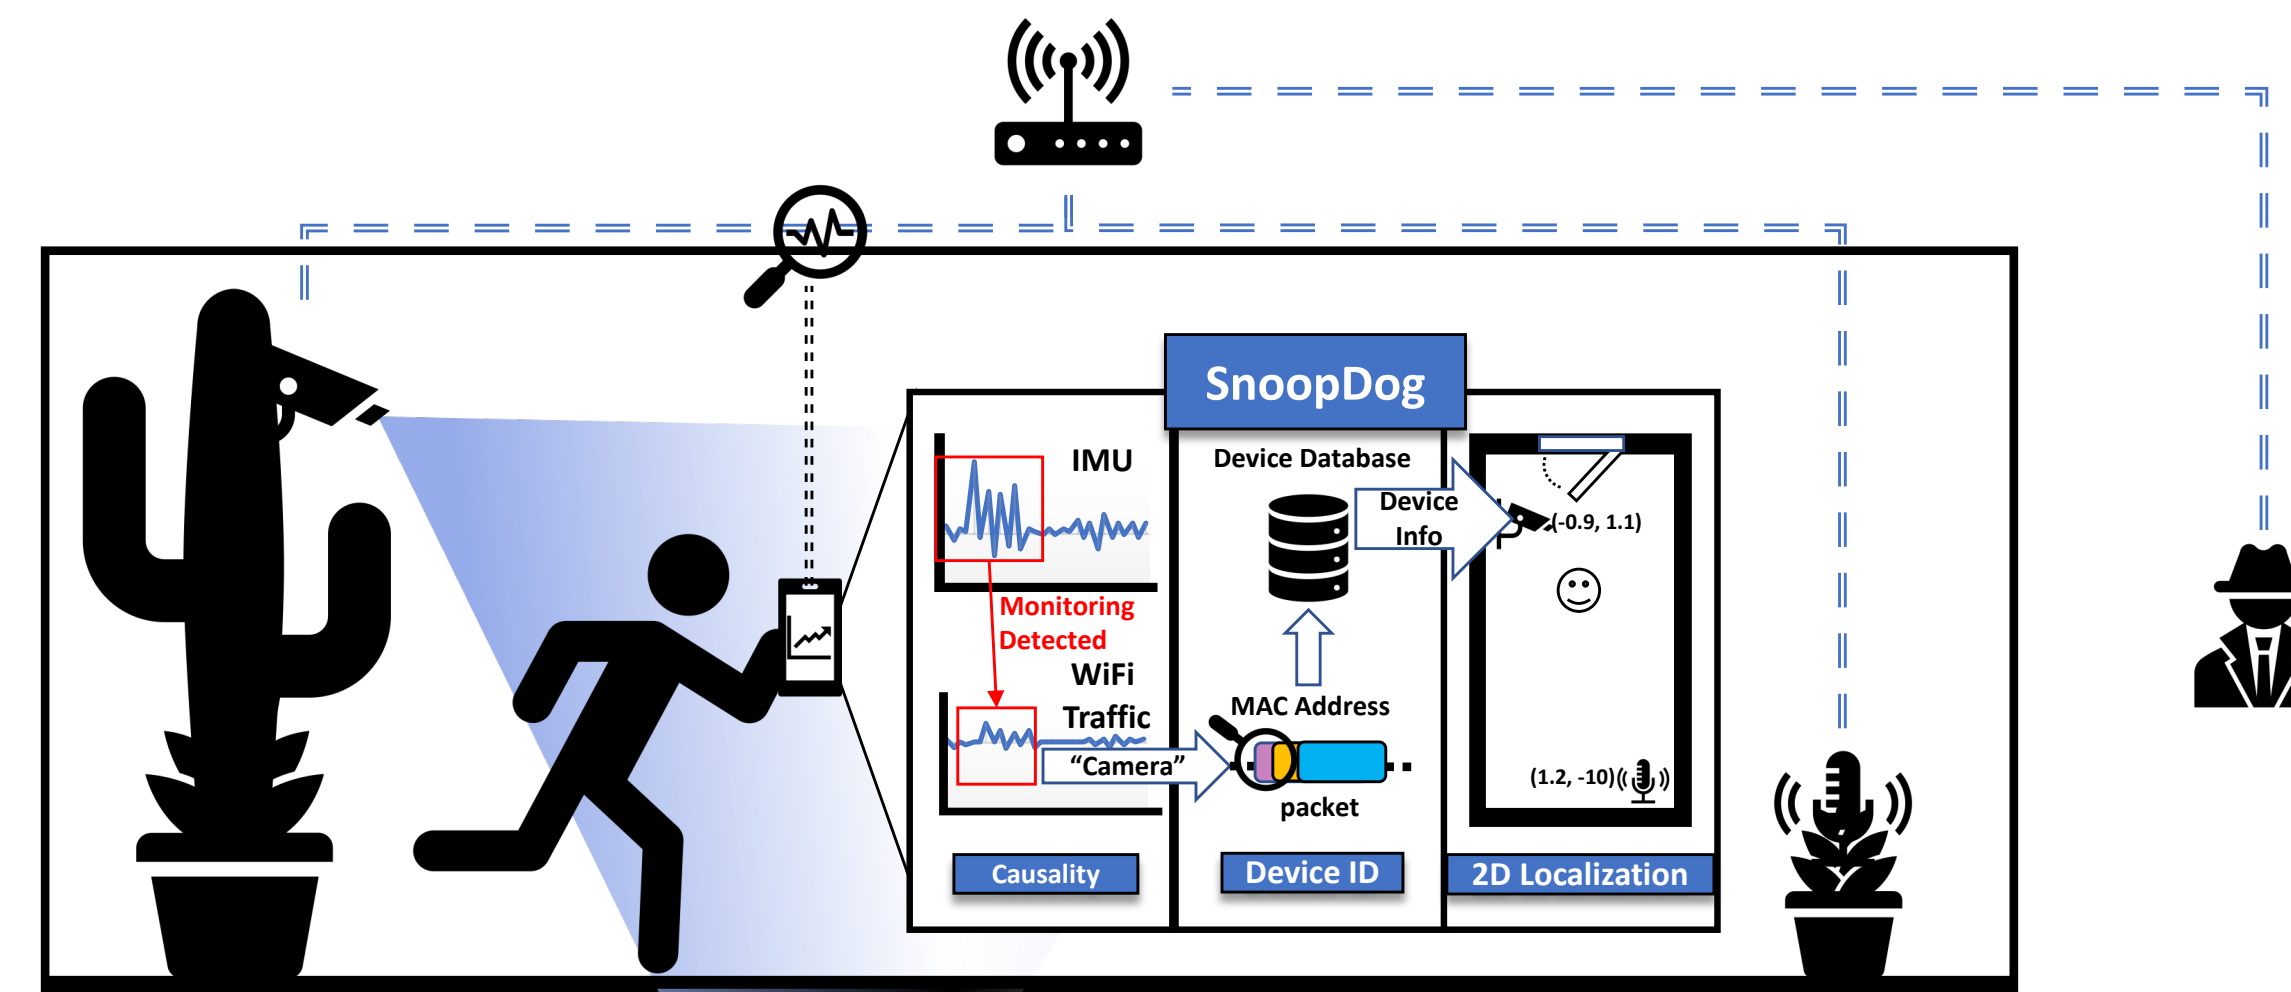 SnoopDog
IMU
Monitoring
Detected
WiFi
Traffic
“Camera”
Causality
Device Database
MAC Address
packet
Device ID
Device
Info
(-0.9, 1.1)
(1.2, -10)
2D Localization